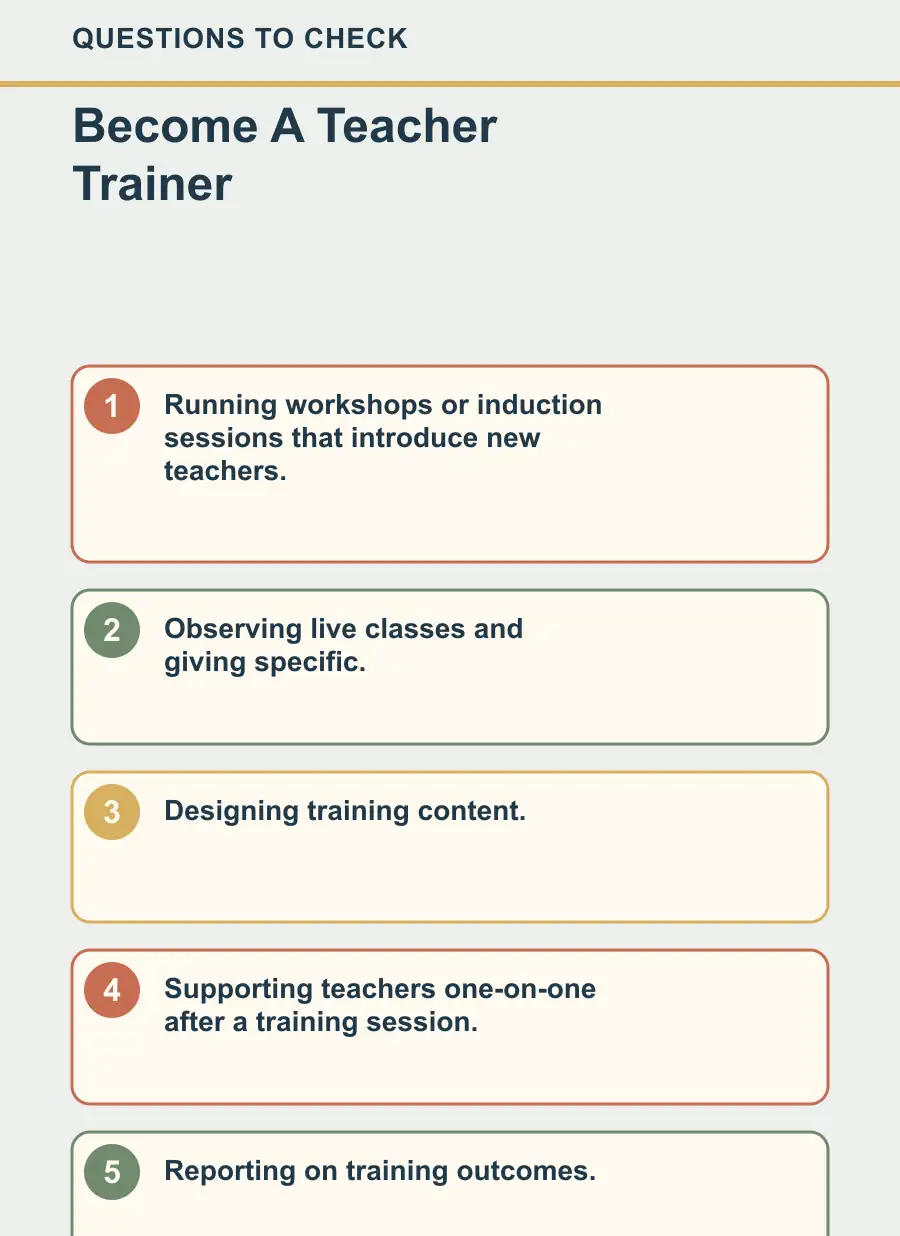 QUESTIONS TO CHECK
Become A Teacher
Trainer
1
Running workshops or induction
sessions that introduce new
teachers.
2
Observing live classes and
giving specific.
3
Designing training content.
4
Supporting teachers one-on-one
after a training session.
5
Reporting on training outcomes.